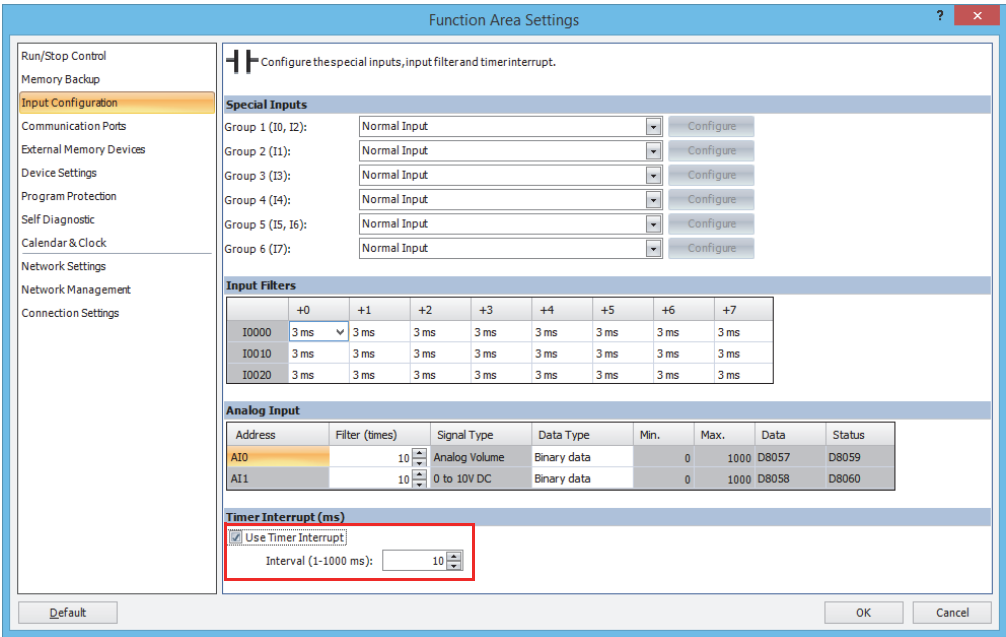 Function Area Settings
?
Run/Stop Control
Memory Backup
Input Configuration
Communication Ports
External Memory Devices
Device Settings
Program Protection
Self Diagnostic
Calendar & Clock
Network Settings
Network Management
Connection Settings
Configure the special inputs, input filter and timer interrupt.
Special Inputs
Group 1 (I0, I2): Normal Input Configure
Group 2 (I1): Normal Input Configure
Group 3 (I3): Normal Input Configure
Group 4 (I4): Normal Input Configure
Group 5 (I5, I6): Normal Input Configure
Group 6 (I7): Normal Input Configure
Input Filters
+0 +1 +2 +3 +4 +5 +6 +7
I0000 3 ms 3 ms 3 ms 3 ms 3 ms 3 ms 3 ms 3 ms
I0010 3 ms 3 ms 3 ms 3 ms 3 ms 3 ms 3 ms 3 ms
I0020 3 ms 3 ms 3 ms 3 ms 3 ms 3 ms 3 ms 3 ms
Analog Input
Address Filter (times) Signal Type Data Type Min. Max. Data Status
AI0 10 Analog Volume Binary data 0 1000 D8057 D8059
AI1 10 0 to 10V DC Binary data 0 1000 D8058 D8060
Timer Interrupt (ms)
Use Timer Interrupt
Interval (1-1000 ms): 10
Default OK Cancel